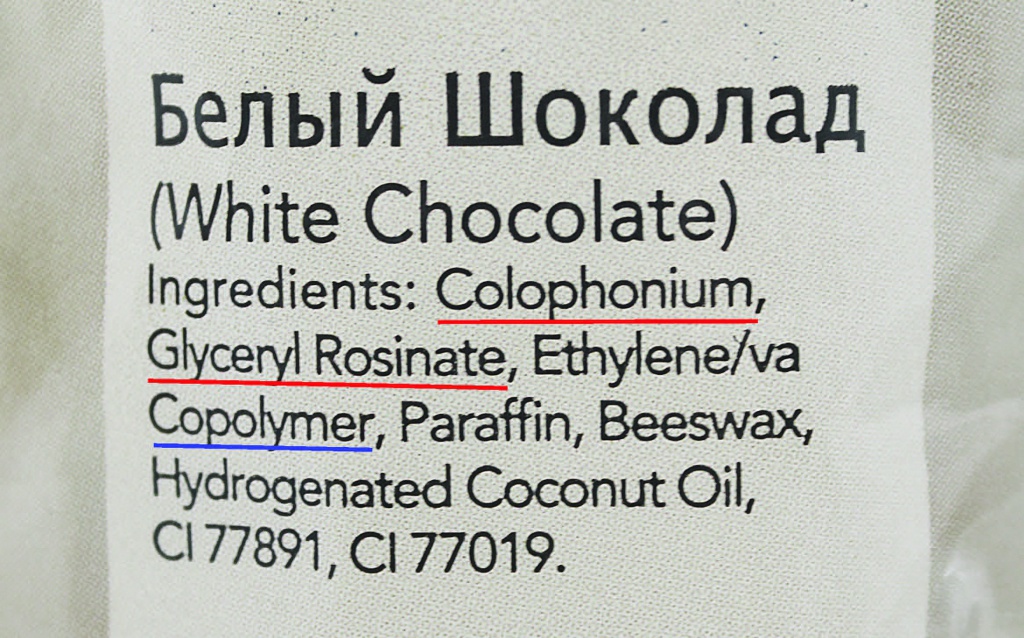 Белый Шоколад
(White Chocolate)
Ingredients: Colophonium,
Glyceryl Rosinate, Ethylene/va
Copolymer, Paraffin, Beeswax,
Hydrogenated Coconut Oil,
CI 77891, CI 77019.